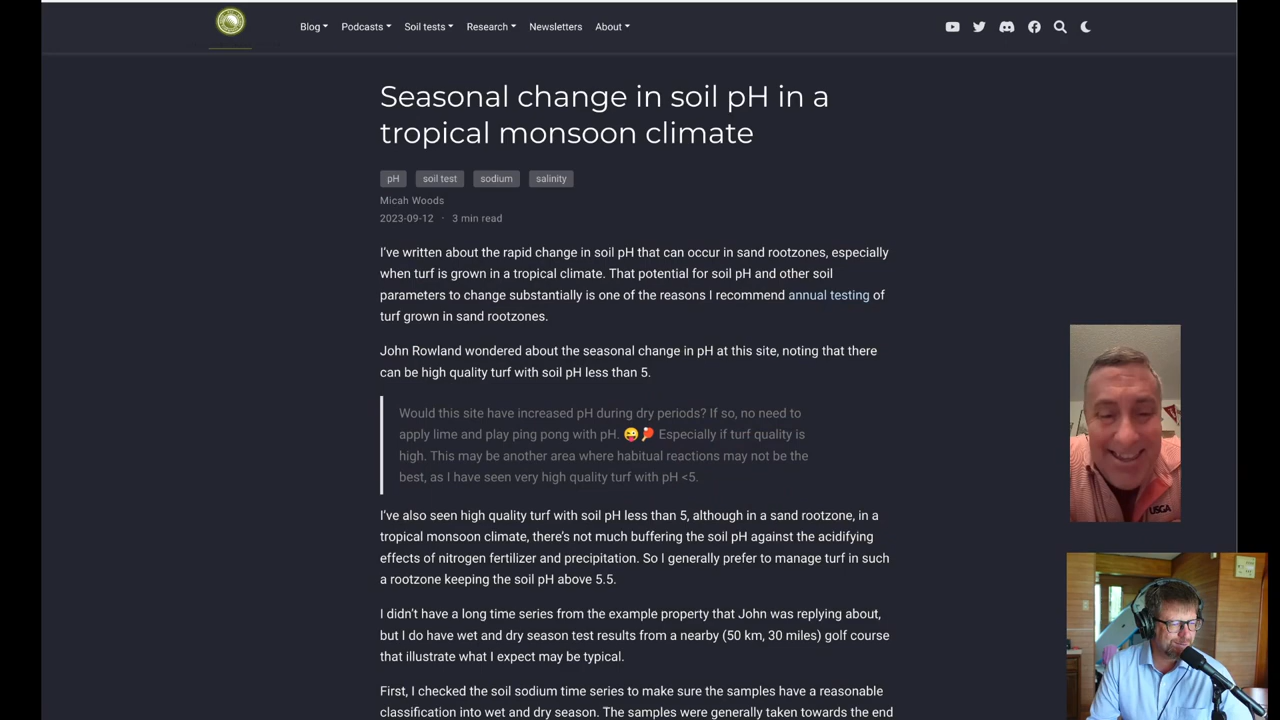 Blog Podcasts Soil tests Research Newsletters About
Seasonal change in soil pH in a
tropical monsoon climate
pH soil test sodium salinity
Micah Woods
2023-09-12 · 3 min read
I've written about the rapid change in soil pH that can occur in sand rootzones, especially
when turf is grown in a tropical climate. That potential for soil pH and other soil
parameters to change substantially is one of the reasons I recommend annual testing of
turf grown in sand rootzones.
John Rowland wondered about the seasonal change in pH at this site, noting that there
can be high quality turf with soil pH less than 5.
Would this site have increased pH during dry periods? If so, no need to
apply lime and play ping pong with pH. 😜🏓 Especially if turf quality is
high. This may be another area where habitual reactions may not be the
best, as I have seen very high quality turf with pH <5.
I've also seen high quality turf with soil pH less than 5, although in a sand rootzone, in a
tropical monsoon climate, there's not much buffering the soil pH against the acidifying
effects of nitrogen fertilizer and precipitation. So I generally prefer to manage turf in such
a rootzone keeping the soil pH above 5.5.
I didn't have a long time series from the example property that John was replying about,
but I do have wet and dry season test results from a nearby (50 km, 30 miles) golf course
that illustrate what I expect may be typical.
First, I checked the soil sodium time series to make sure the samples have a reasonable
classification into wet and dry season. The samples were generally taken towards the end
USGA